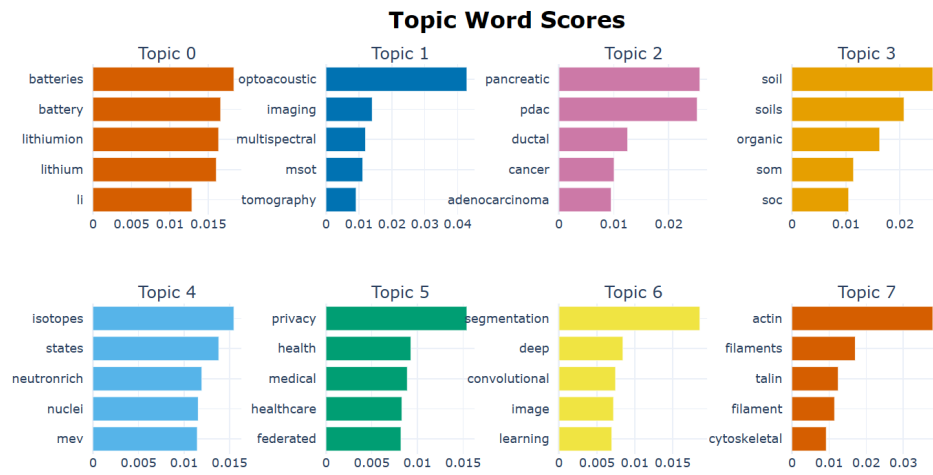 Topic Word Scores
Topic 0
batteries
battery
lithiumion
lithium
li
0 0.005 0.01 0.015
Topic 1
optoacoustic
imaging
multispectral
msot
tomography
0 0.01 0.02 0.03 0.04
Topic 2
pancreatic
pdac
ductal
cancer
adenocarcinoma
0 0.01 0.02
Topic 3
soil
soils
organic
som
soc
0 0.01 0.02
Topic 4
isotopes
states
neutronrich
nuclei
mev
0 0.005 0.01 0.015
Topic 5
privacy
health
medical
healthcare
federated
0 0.005 0.01 0.015
Topic 6
segmentation
deep
convolutional
image
learning
0 0.005 0.01 0.015
Topic 7
actin
filaments
talin
filament
cytoskeletal
0 0.01 0.02 0.03